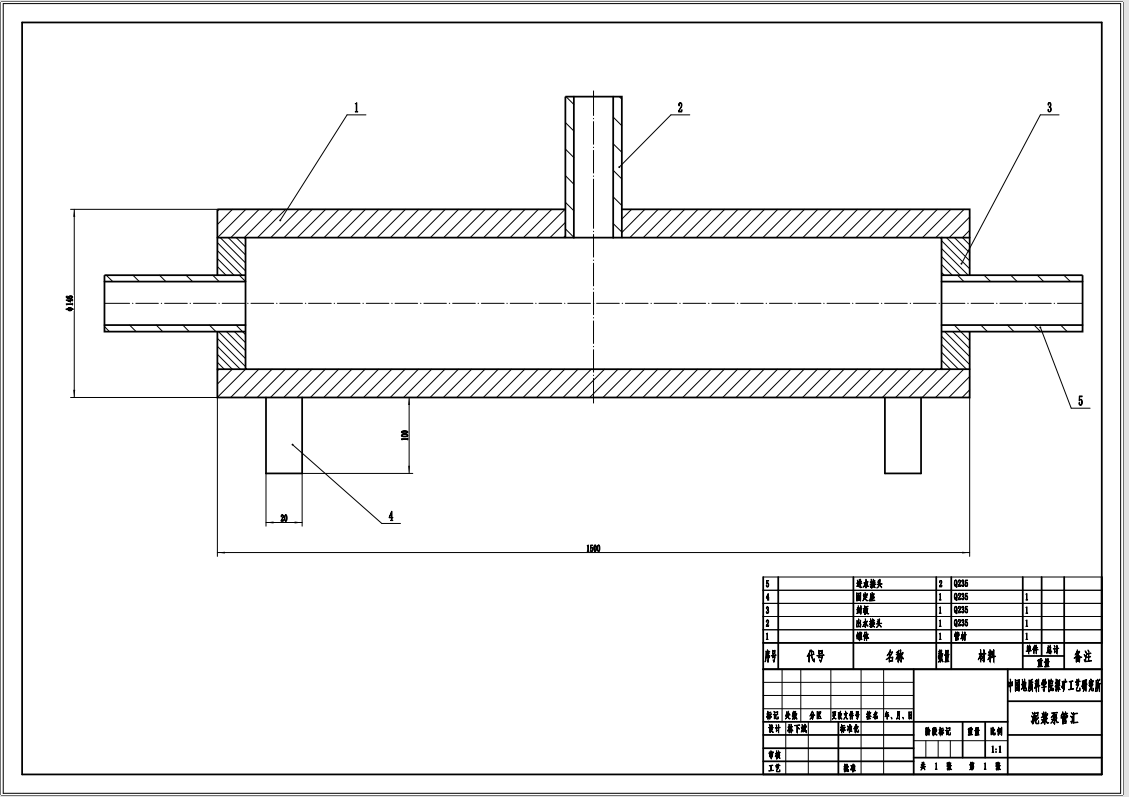 1
2
3
Φ146
5
100
20
4
1500
5 进水接头 2 Q235
4 固定座 1 Q235 1
3 封板 1 Q235 1
2 出水接头 1 Q235 1
1 罐体 1 管材 1
序号 代号 名称 数量 材料 单件 总计 重量 备注
中国地质科学院探矿工艺研究所
标记 处数 分区 更改文件号 签名 年、月、日
泥浆泵管汇
设计 标准化
阶段标记 重量 比例
1:1
审核
工艺 批准
共 1 张 第 1 张